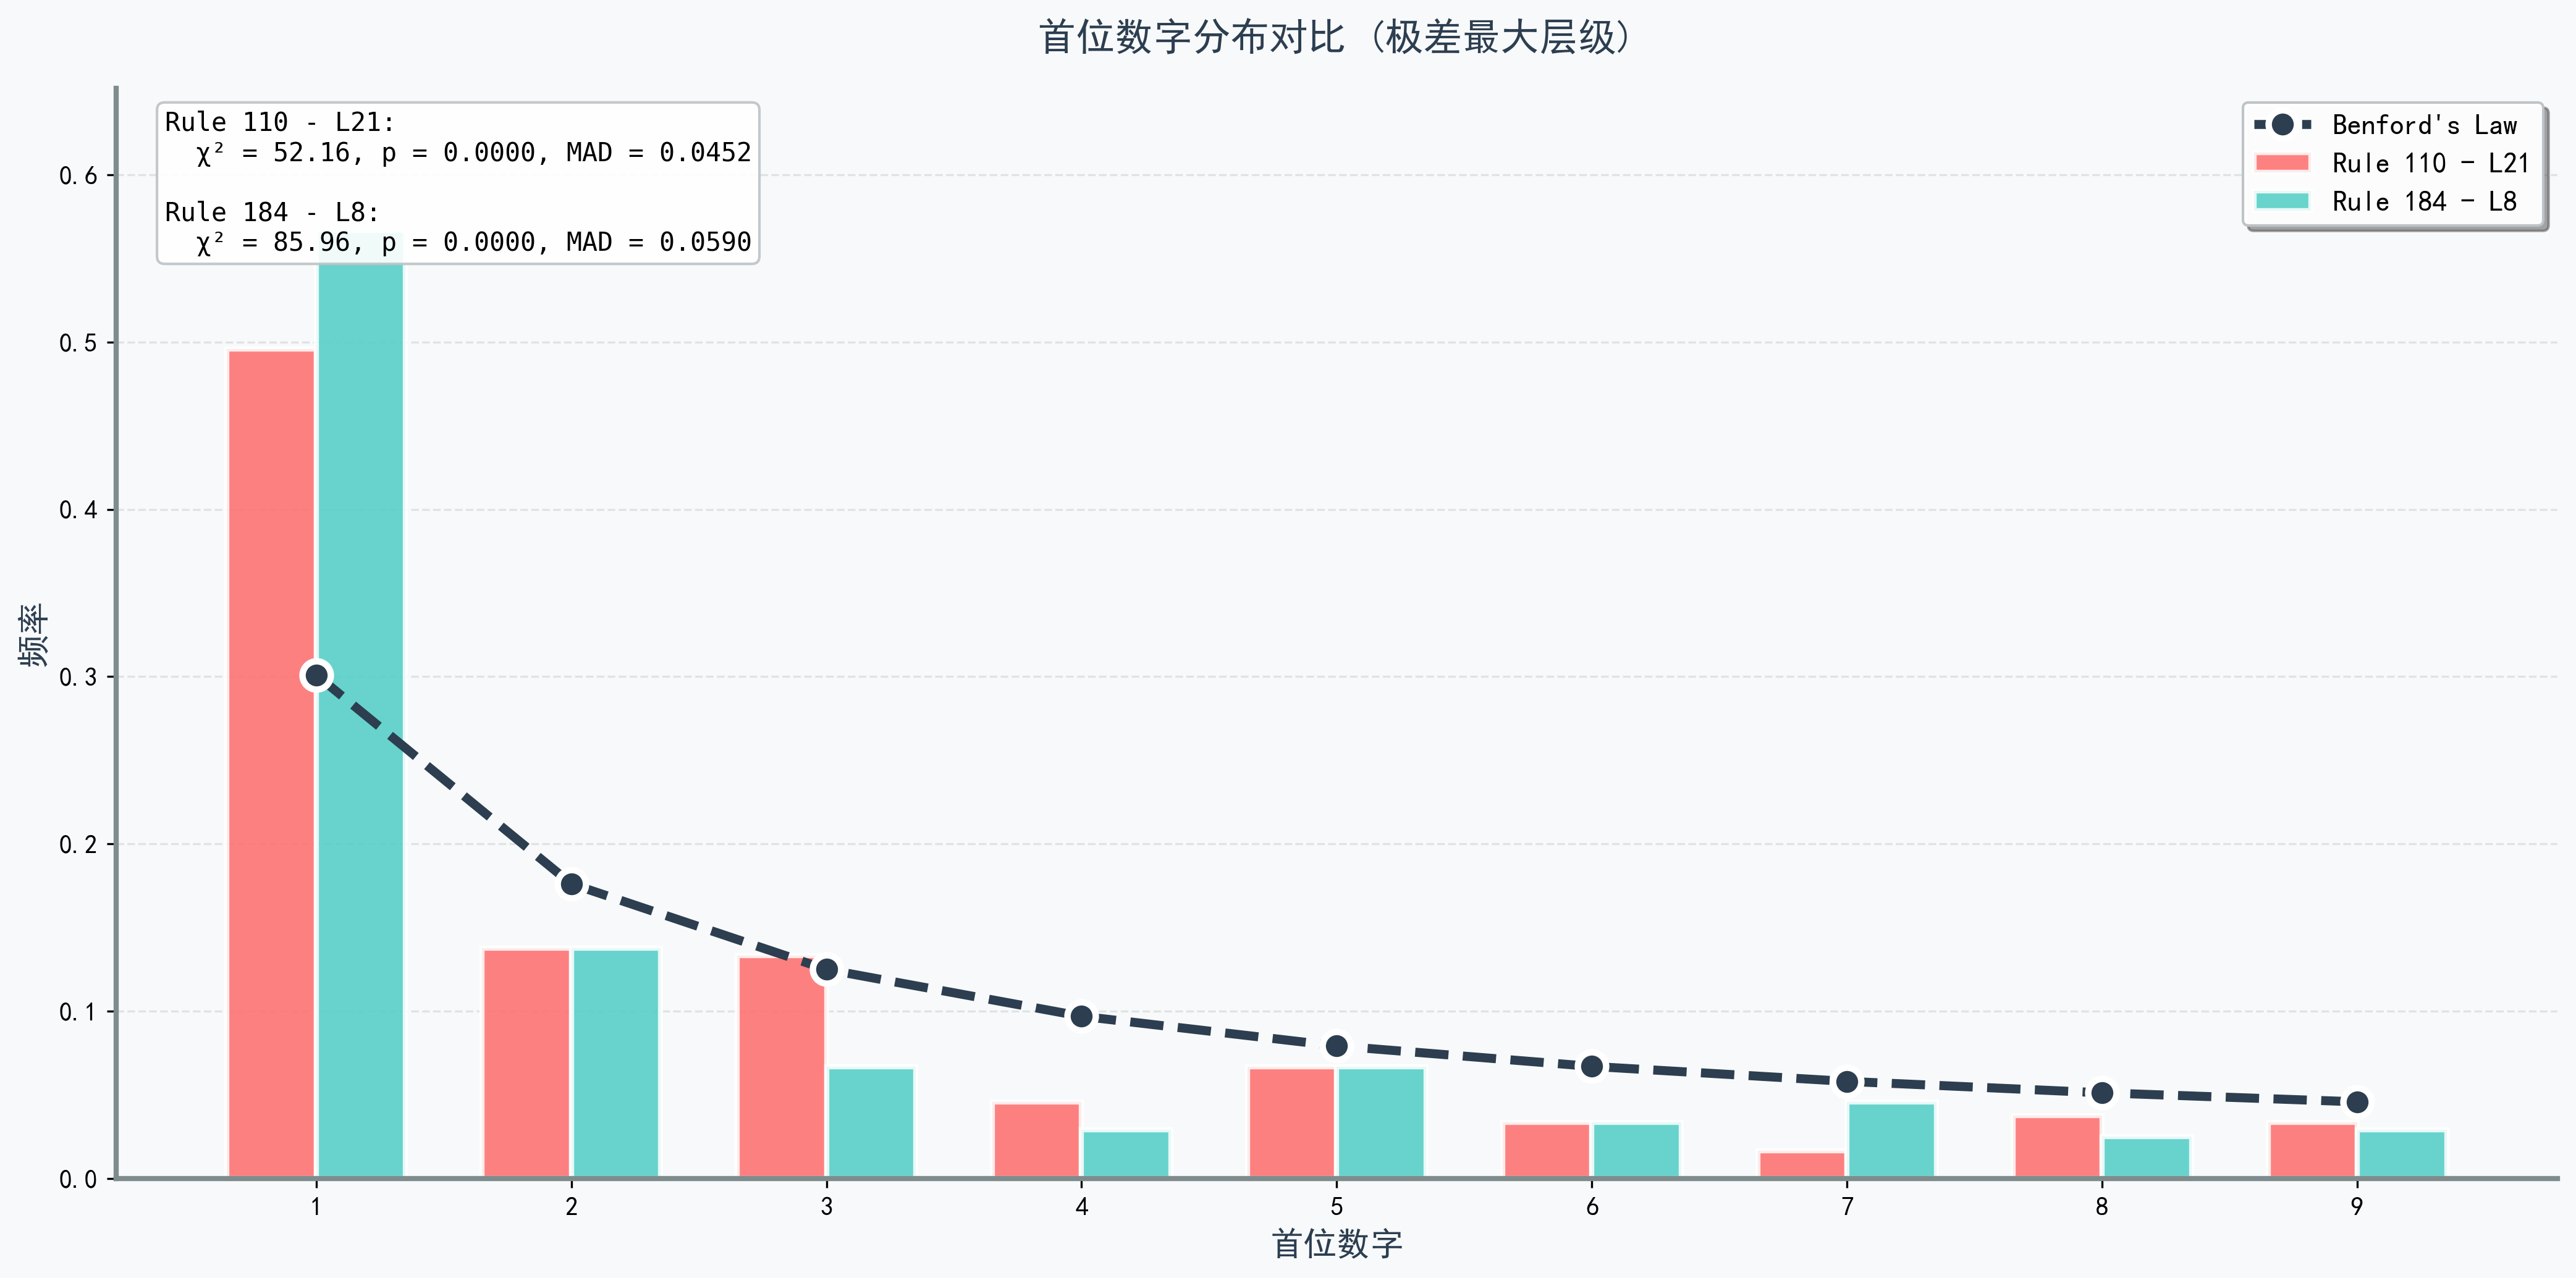 首位数字分布对比 (极差最大层级)
Rule 110 - L21:
χ² = 52.16, p = 0.0000, MAD = 0.0452
Rule 184 - L8:
χ² = 85.96, p = 0.0000, MAD = 0.0590
Benford's Law
Rule 110 - L21
Rule 184 - L8
频率
0.6
0.5
0.4
0.3
0.2
0.1
0.0
1 2 3 4 5 6 7 8 9
首位数字